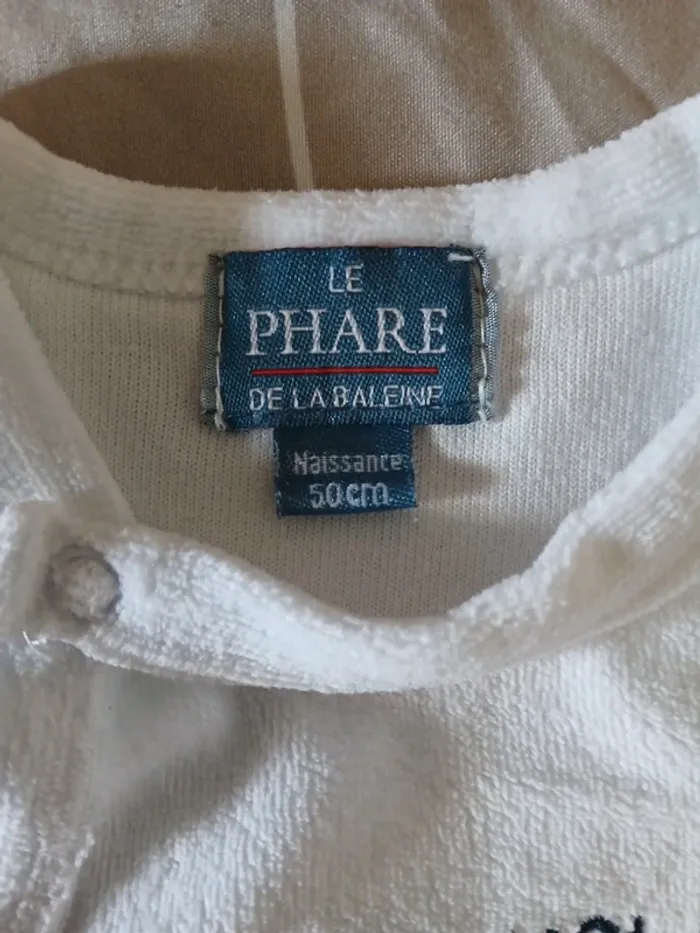 LE
PHARE
DE LA BALEINE
Naissance
50cm